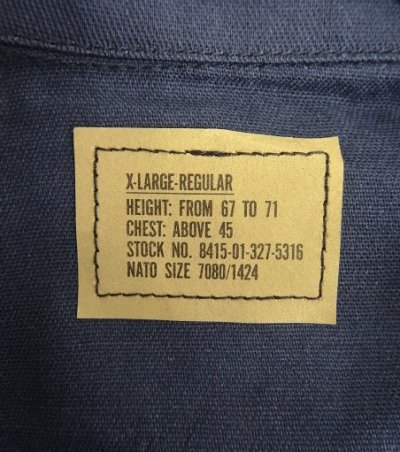 X-LARGE-REGULAR
HEIGHT: FROM 67 TO 71
CHEST: ABOVE 45
STOCK NO. 8415-01-327-5316
NATO SIZE 7080/1424